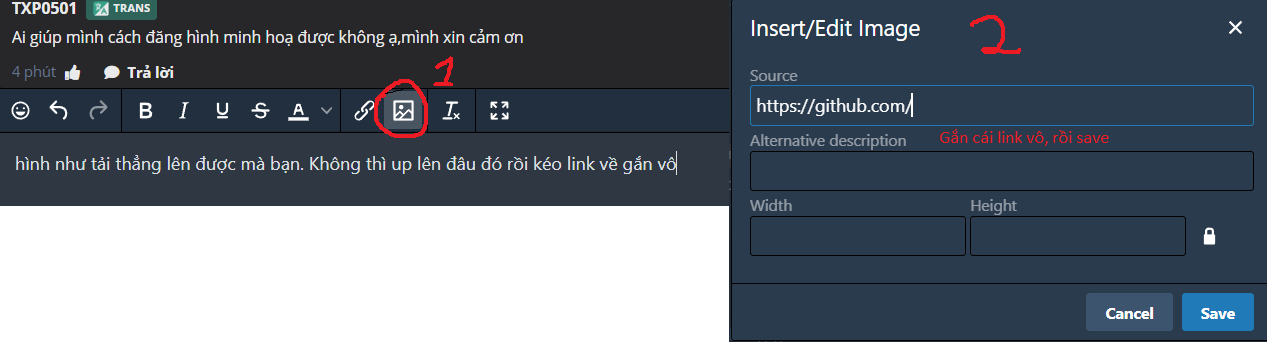 TXP0501 TRANS
Ai giúp mình cách đăng hình minh hoạ được không ạ,mình xin cảm ơn
4 phút Trả lời
1
B I U S A
hình như tải thẳng lên được mà bạn. Không thì up lên đâu đó rồi kéo link về gắn vô
Insert/Edit Image
2
Source
https://github.com/
Gắn cái link vô, rồi save
Alternative description
Width Height
Cancel Save